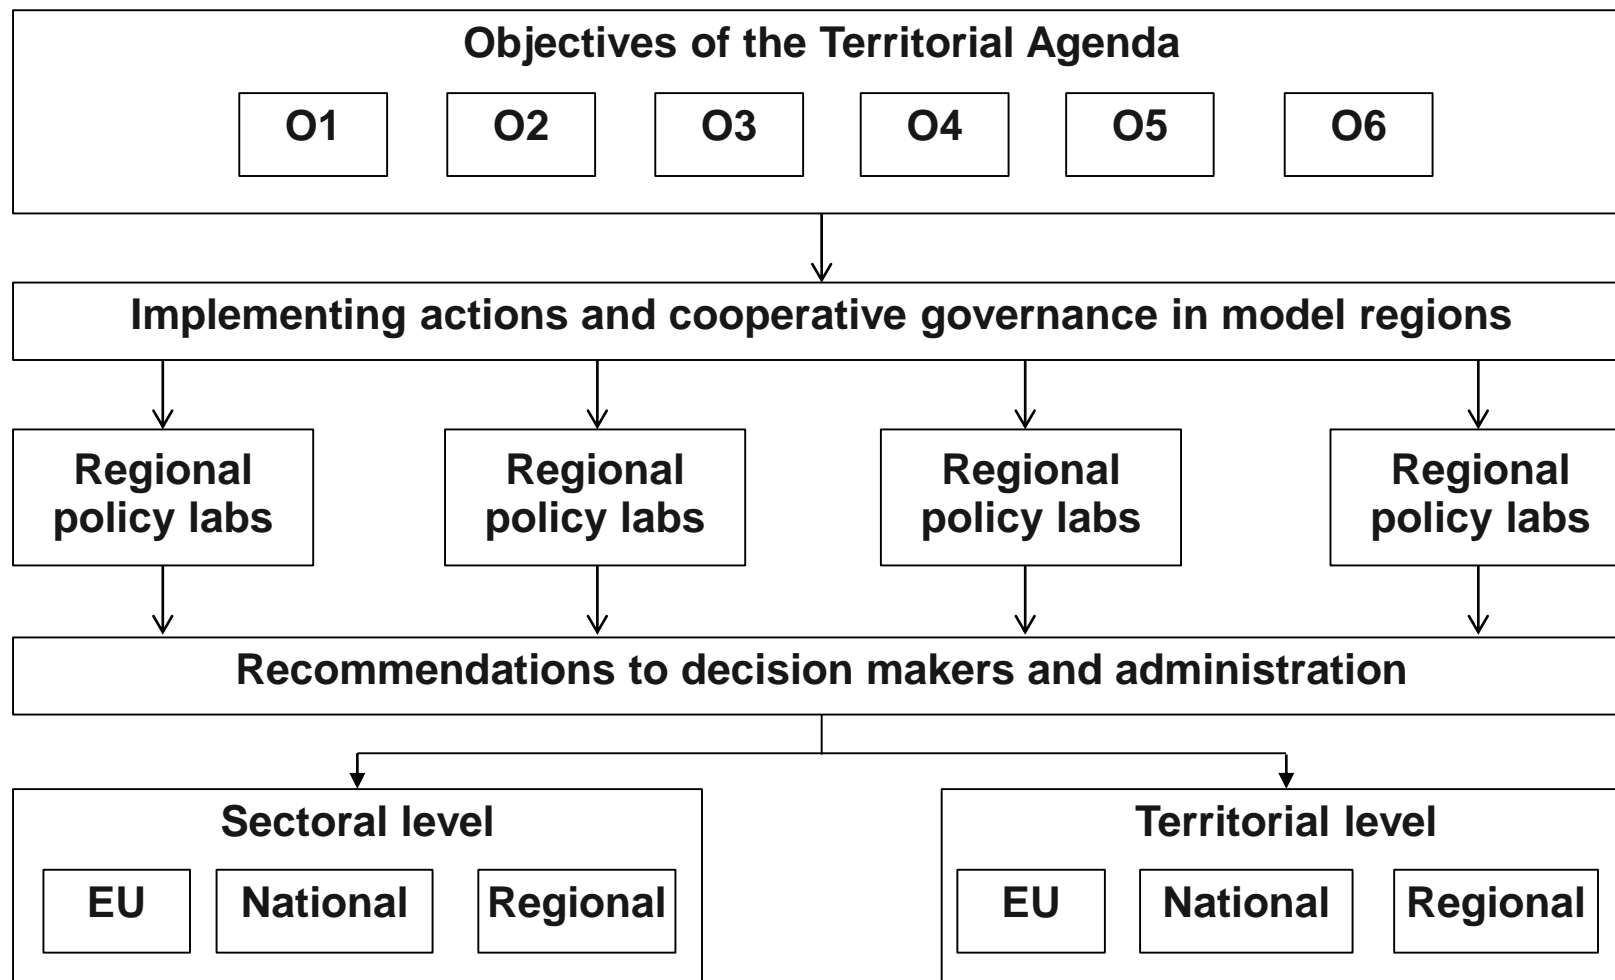 Objectives of the Territorial Agenda
O1 O2 O3 O4 O5 O6
Implementing actions and cooperative governance in model regions
Regional
policy labs
Regional
policy labs
Regional
policy labs
Regional
policy labs
Recommendations to decision makers and administration
Sectoral level
EU National Regional
Territorial level
EU National Regional